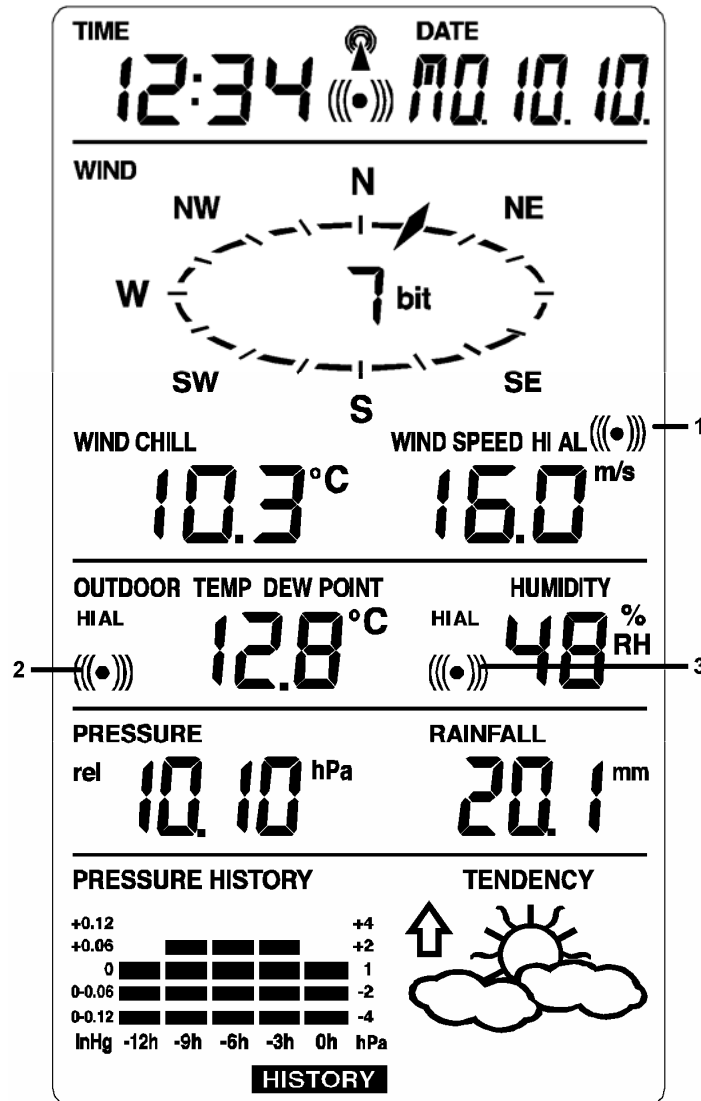 TIME DATE
12:34 MO. 10. 10.
WIND
N
NW NE
W 7 bit
SW SE
S
WIND CHILL WIND SPEED HI AL 1
10.3 °C 16.0 m/s
OUTDOOR TEMP DEW POINT HUMIDITY
HI AL 12.8 °C HI AL 48 % RH
2 3
PRESSURE RAINFALL
rel 10.10 hPa 20.1 mm
PRESSURE HISTORY TENDENCY
+0.12 +4
+0.06 +2
0 1
0-0.06 -2
0-0.12 -4
InHg -12h -9h -6h -3h 0h hPa
HISTORY